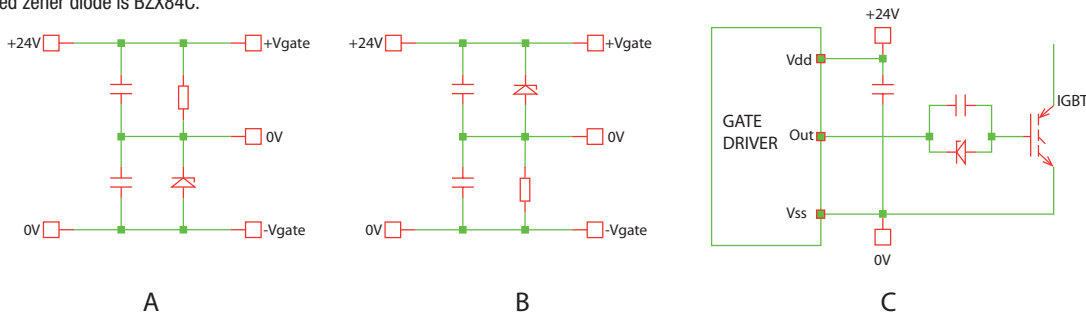 ed zener diode is BZX84C.
+24V
+Vgate
0V
0V
-Vgate
A
+24V
+Vgate
0V
0V
-Vgate
B
+24V
GATE
DRIVER
Vdd
Out
Vss
IGBT
0V
C